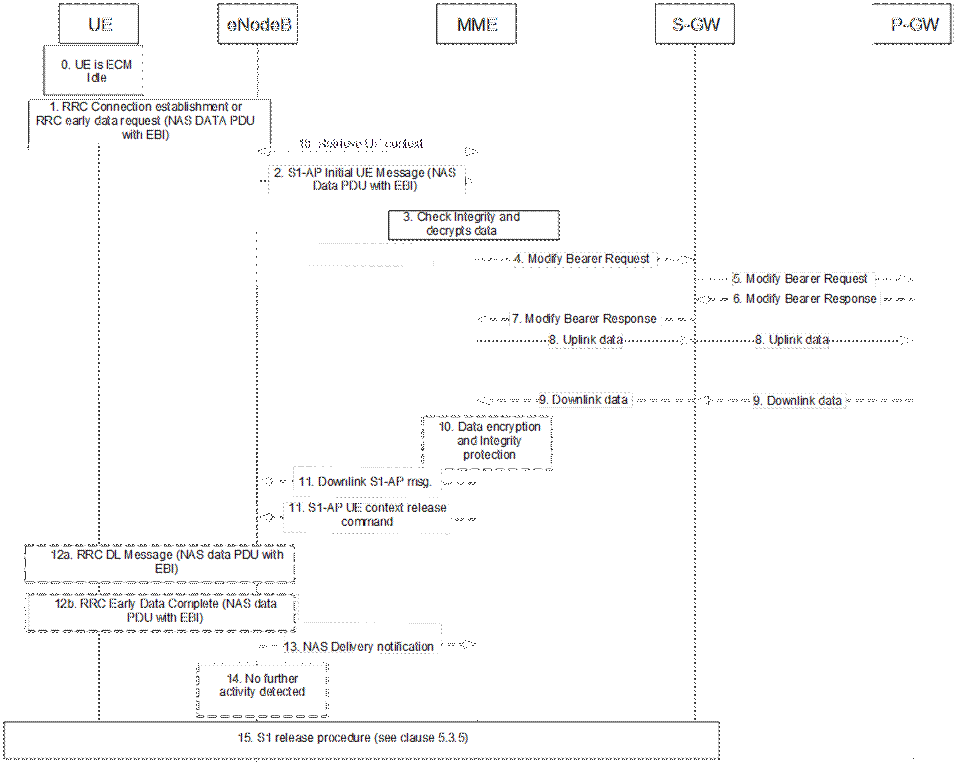 UE
eNodeB
MME
S-GW
P-GW
0. UE is ECM
Idle
1. RRC Connection establishment or
RRC early data request (NAS DATA PDU
with EBI)
Retrieve UE context
2. S1-AP Initial UE Message (NAS
Data PDU with EBI)
3. Check Integrity and
decrypts data
4. Modify Bearer Request
5. Modify Bearer Request
6. Modify Bearer Response
7. Modify Bearer Response
8. Uplink data
8. Uplink data
9. Downlink data
9. Downlink data
10. Data encryption
and Integrity
protection
11. Downlink S1-AP msg.
11. S1-AP UE context release
command
12a. RRC DL Message (NAS data PDU with
EBI)
12b. RRC Early Data Complete (NAS data
PDU with EBI)
13. NAS Delivery notification
14. No further
activity detected
15. S1 release procedure (see clause 5.3.5)